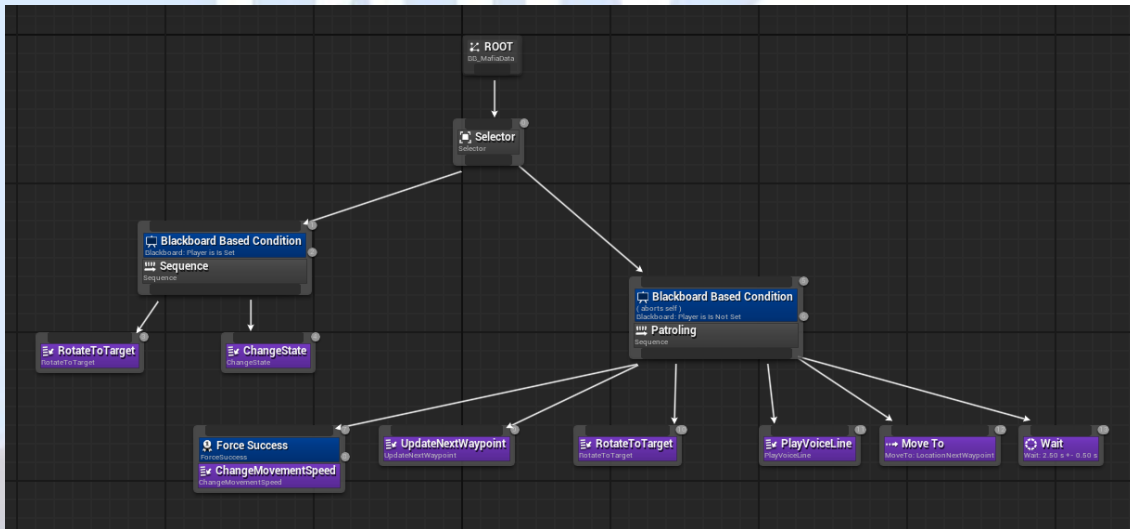 ROOT
BB_MafiaData
Selector
Selector
Blackboard Based Condition
Blackboard: Player is Is Set
Sequence
Sequence
Blackboard Based Condition
( aborts self )
Blackboard: Player is Is Not Set
Patroling
Sequence
RotateToTarget
RotateToTarget
ChangeState
ChangeState
Force Success
ForceSuccess
ChangeMovementSpeed
ChangeMovementSpeed
UpdateNextWaypoint
UpdateNextWaypoint
RotateToTarget
RotateToTarget
PlayVoiceLine
PlayVoiceLine
Move To
MoveTo: LocationNextWaypoint
Wait
Wait: 2.50 s +- 0.50 s